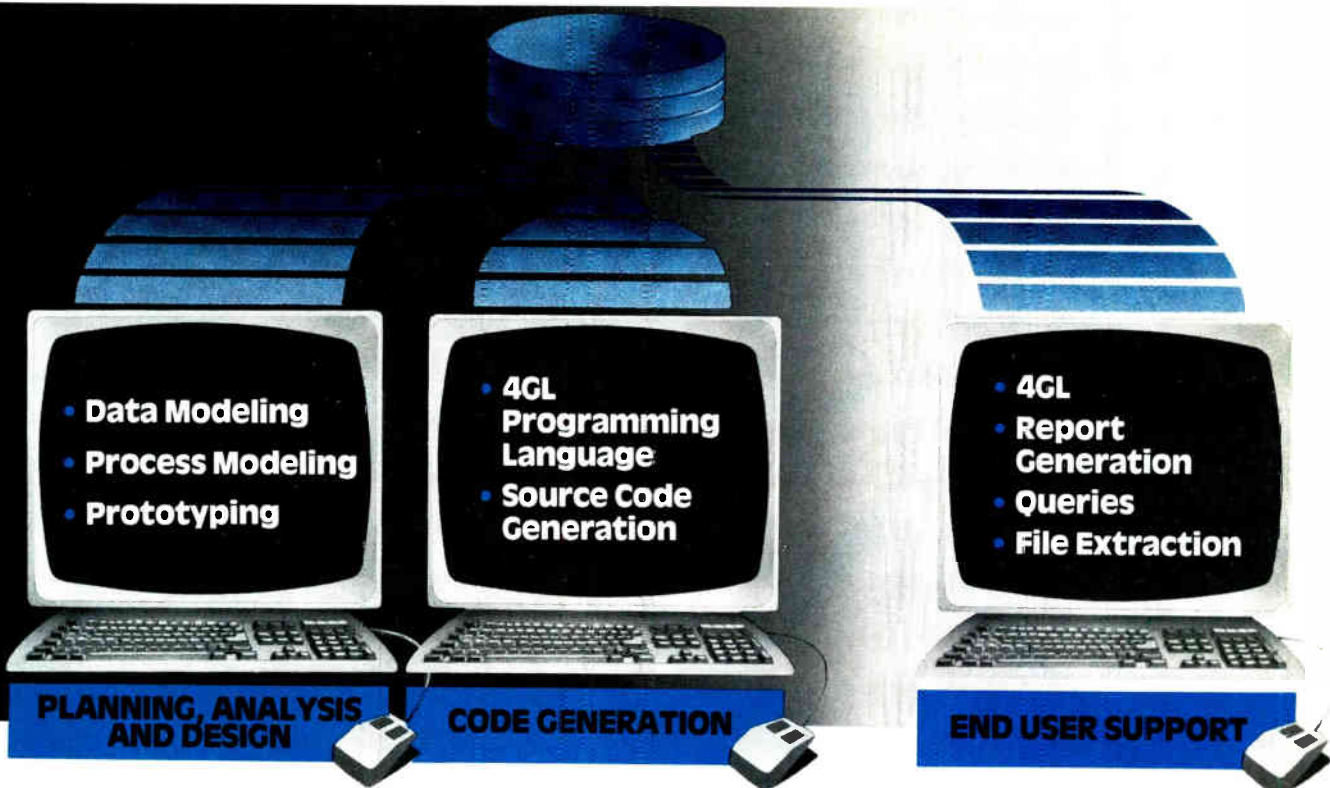 • Data Modeling
• Process Modeling
• Prototyping
PLANNING, ANALYSIS
AND DESIGN
• 4GL
Programming
Language
• Source Code
Generation
CODE GENERATION
• 4GL
• Report
Generation
• Queries
• File Extraction
END USER SUPPORT